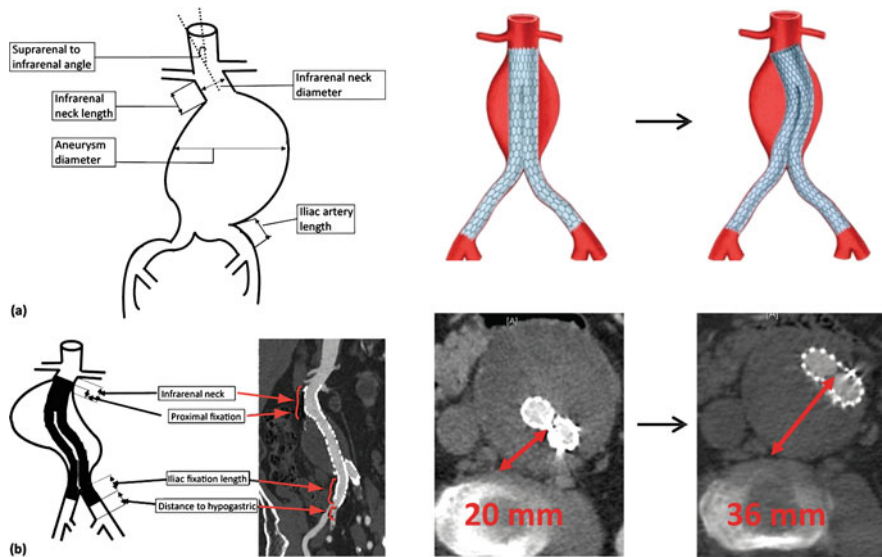 Suprarenal to
infrarenal angle
Infrarenal neck
diameter
Infrarenal
neck length
Aneurysm
diameter
Iliac artery
length
(a)
[A]
Infrarenal neck
Proximal fixation
Iliac fixation length
Distance to hypogastric
20 mm
36 mm
(b)